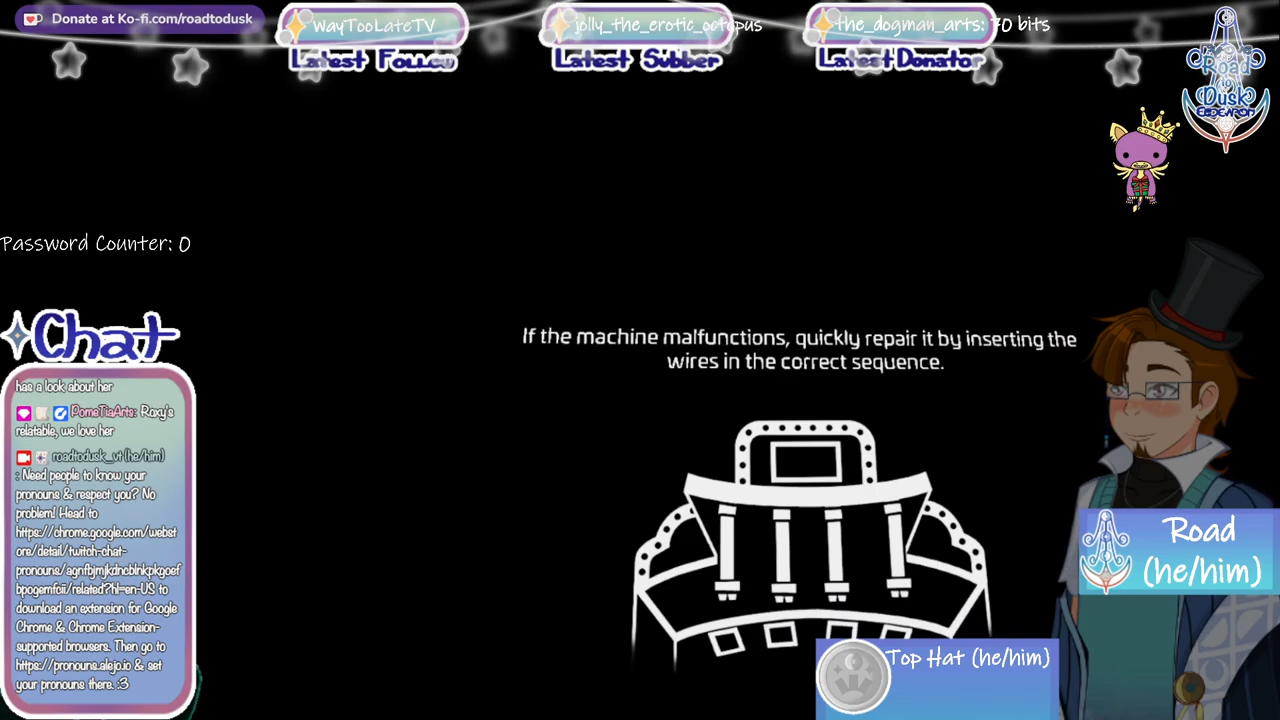 Donate at Ko-fi.com/roadtodusk
wayTooLateTV
Latest Follow
jolly_the_erotic_octopus
Latest Subber
the_dogman_arts: 70 bits
Latest Donator
Road
to
Dusk
Password Counter: 0
Chat
has a look about her
PomeTiaArts: Roxy's
relatable, we love her
roadtodusk_vt (he/him)
: Need people to know your
pronouns & respect you? No
problem! Head to
https://chrome.google.com/webst
ore/detail/twitch-chat-
pronouns/agnfbjmjkdncblnkpkgoef
bpogemfcii/related?hl=en-US to
download an extension for Google
Chrome & Chrome Extension-
supported browsers. Then go to
https://pronouns.alejo.io & set
your pronouns there. :3
If the machine malfunctions, quickly repair it by inserting the
wires in the correct sequence.
Road
(he/him)
Top Hat (he/him)